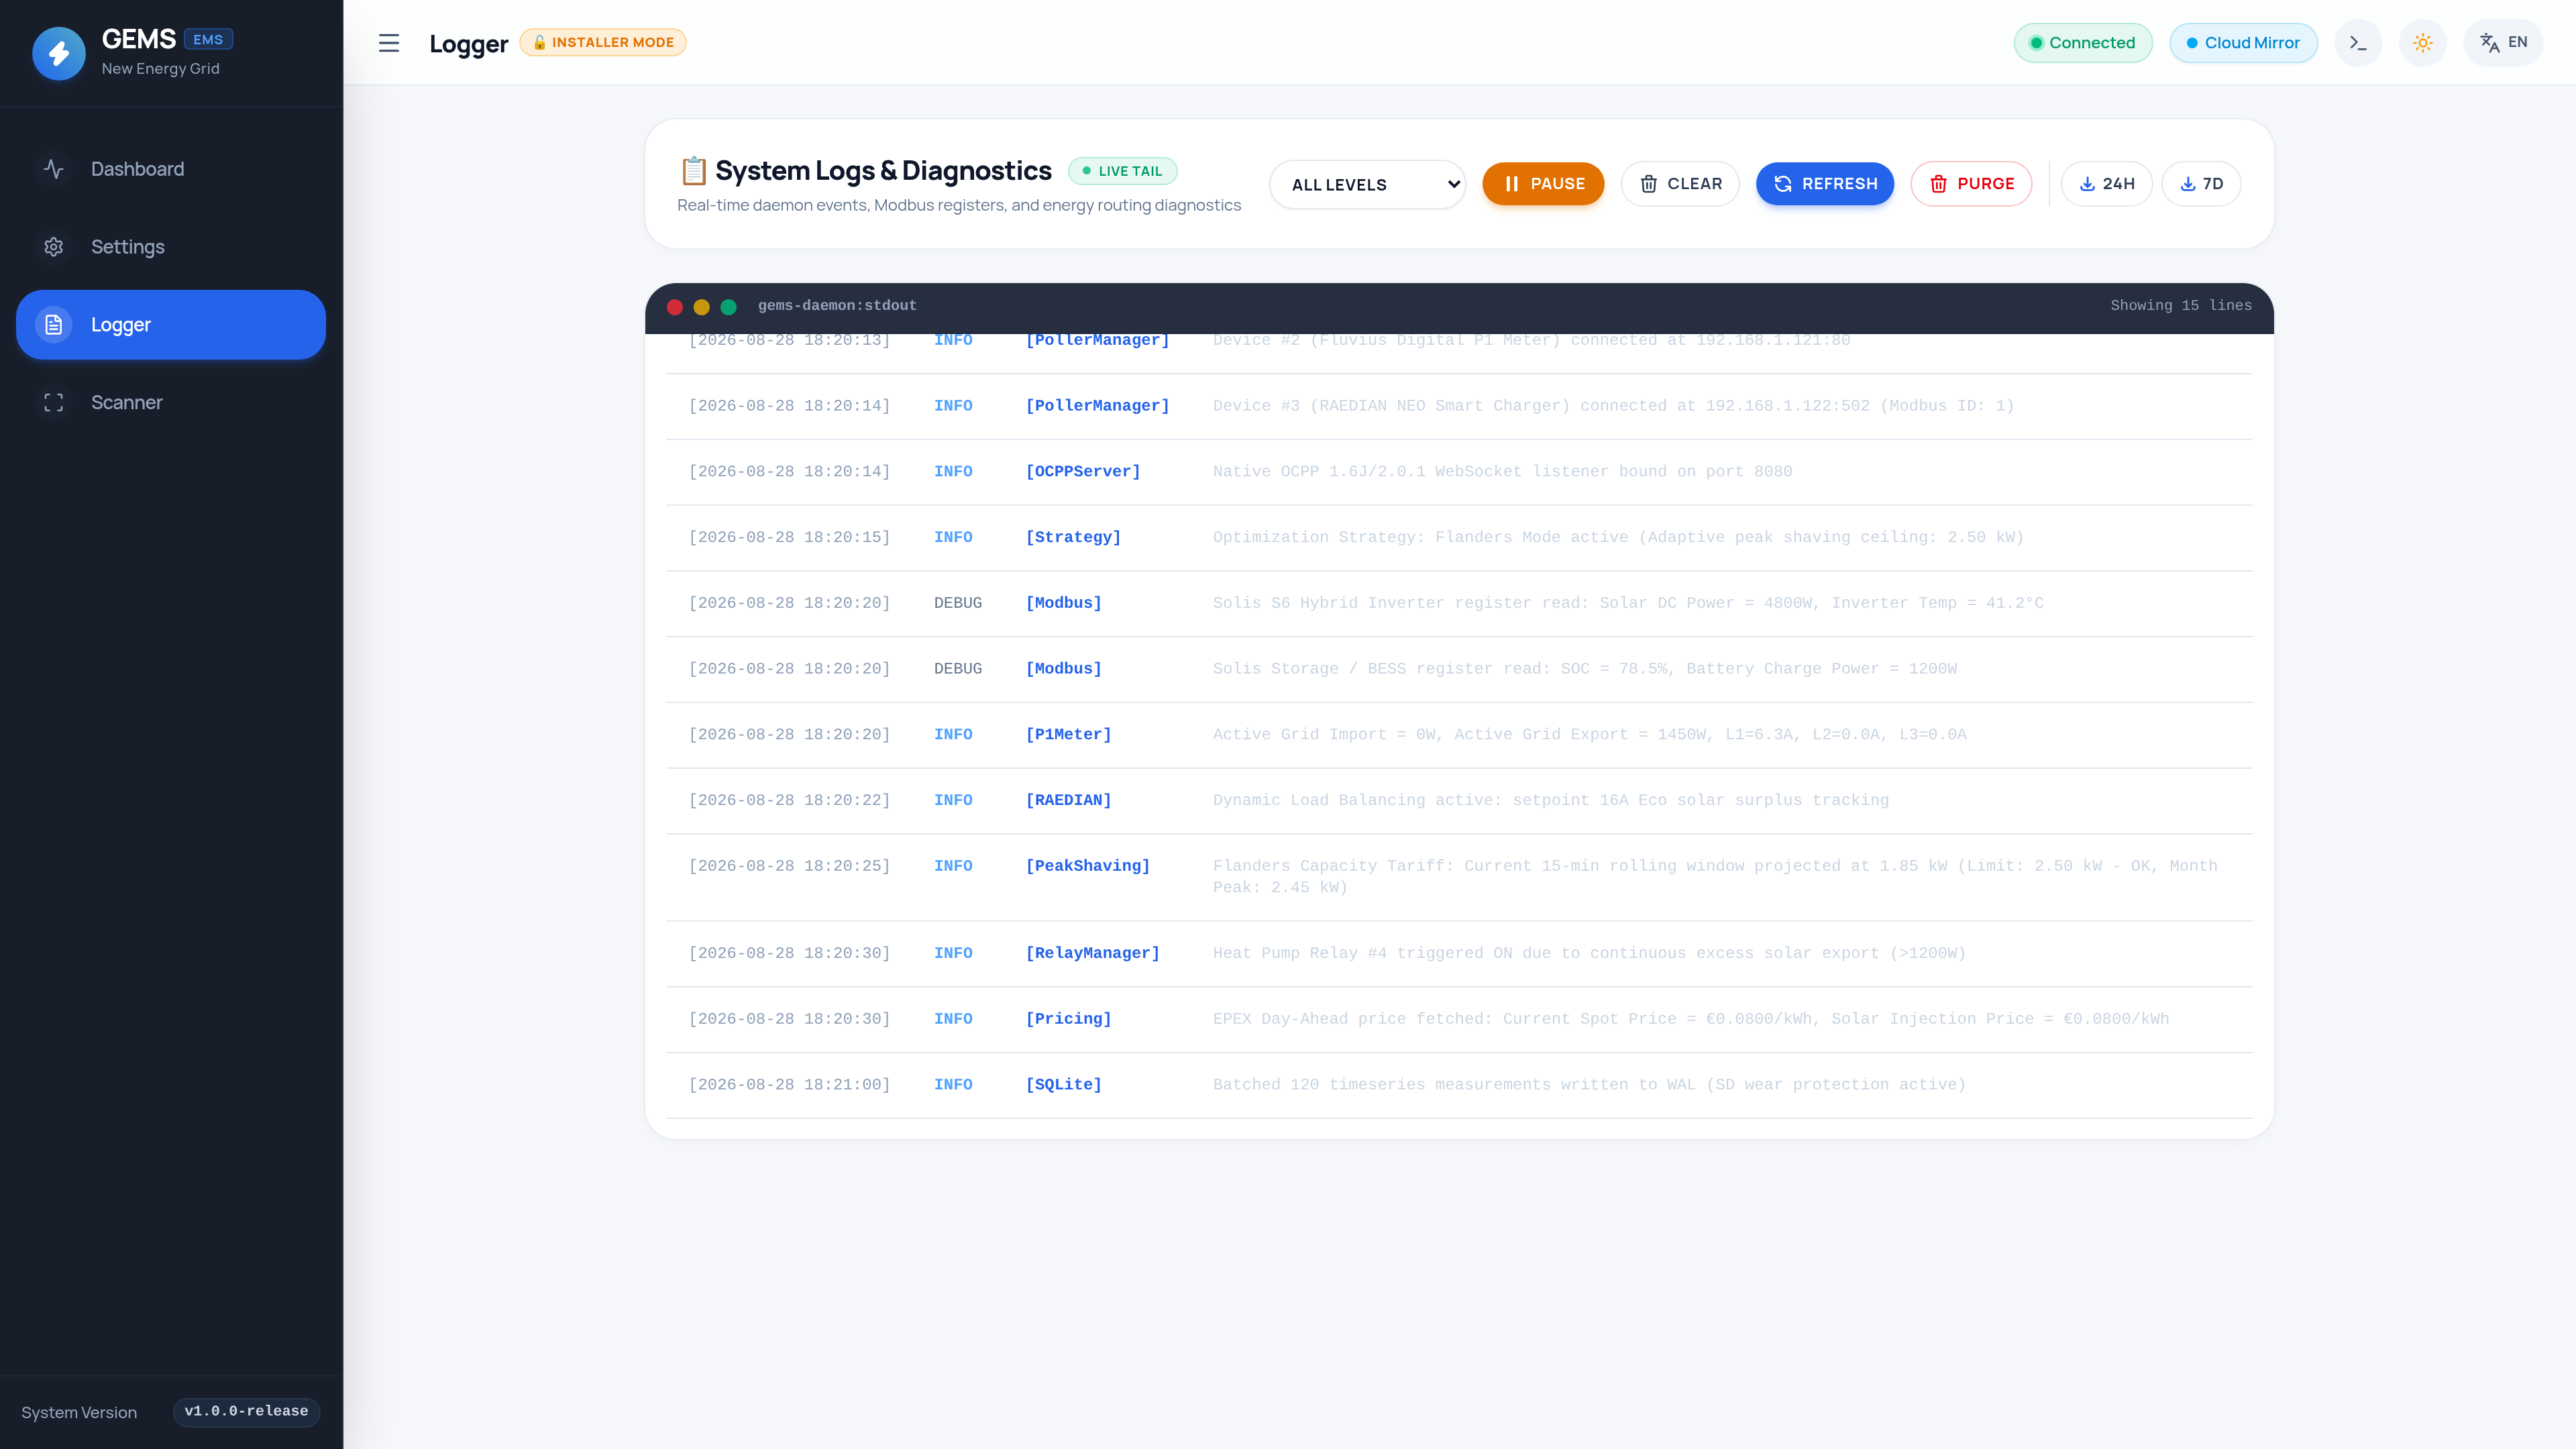 GEMS EMS
New Energy Grid
Dashboard
Settings
Logger
Scanner
System Version v1.0.0-release
Logger INSTALLER MODE
Connected Cloud Mirror EN
System Logs & Diagnostics LIVE TAIL
Real-time daemon events, Modbus registers, and energy routing diagnostics
ALL LEVELS PAUSE CLEAR REFRESH PURGE 24H 7D
gems-daemon:stdout Showing 15 lines
[2026-08-28 18:20:13] INFO [PollerManager] Device #2 (Fluvius Digital P1 Meter) connected at 192.168.1.121:80
[2026-08-28 18:20:14] INFO [PollerManager] Device #3 (RAEDIAN NEO Smart Charger) connected at 192.168.1.122:502 (Modbus ID: 1)
[2026-08-28 18:20:14] INFO [OCPPServer] Native OCPP 1.6J/2.0.1 WebSocket listener bound on port 8080
[2026-08-28 18:20:15] INFO [Strategy] Optimization Strategy: Flanders Mode active (Adaptive peak shaving ceiling: 2.50 kW)
[2026-08-28 18:20:20] DEBUG [Modbus] Solis S6 Hybrid Inverter register read: Solar DC Power = 4800W, Inverter Temp = 41.2°C
[2026-08-28 18:20:20] DEBUG [Modbus] Solis Storage / BESS register read: SOC = 78.5%, Battery Charge Power = 1200W
[2026-08-28 18:20:20] INFO [P1Meter] Active Grid Import = 0W, Active Grid Export = 1450W, L1=6.3A, L2=0.0A, L3=0.0A
[2026-08-28 18:20:22] INFO [RAEDIAN] Dynamic Load Balancing active: setpoint 16A Eco solar surplus tracking
[2026-08-28 18:20:25] INFO [PeakShaving] Flanders Capacity Tariff: Current 15-min rolling window projected at 1.85 kW (Limit: 2.50 kW - OK, Month
Peak: 2.45 kW)
[2026-08-28 18:20:30] INFO [RelayManager] Heat Pump Relay #4 triggered ON due to continuous excess solar export (>1200W)
[2026-08-28 18:20:30] INFO [Pricing] EPEX Day-Ahead price fetched: Current Spot Price = €0.0800/kWh, Solar Injection Price = €0.0800/kWh
[2026-08-28 18:21:00] INFO [SQLite] Batched 120 timeseries measurements written to WAL (SD wear protection active)